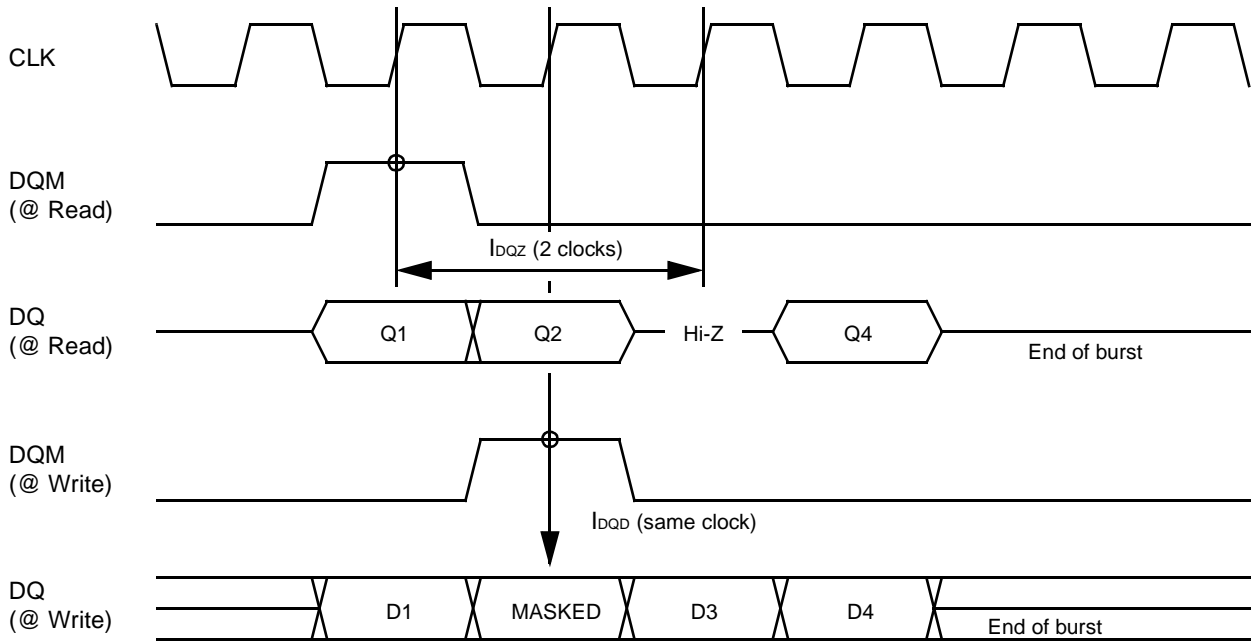 CLK
DQM
(@ Read)
IDQZ (2 clocks)
DQ
(@ Read)
Q1 Q2 Hi-Z Q4
End of burst
DQM
(@ Write)
IDQD (same clock)
DQ
(@ Write)
D1 MASKED D3 D4
End of burst